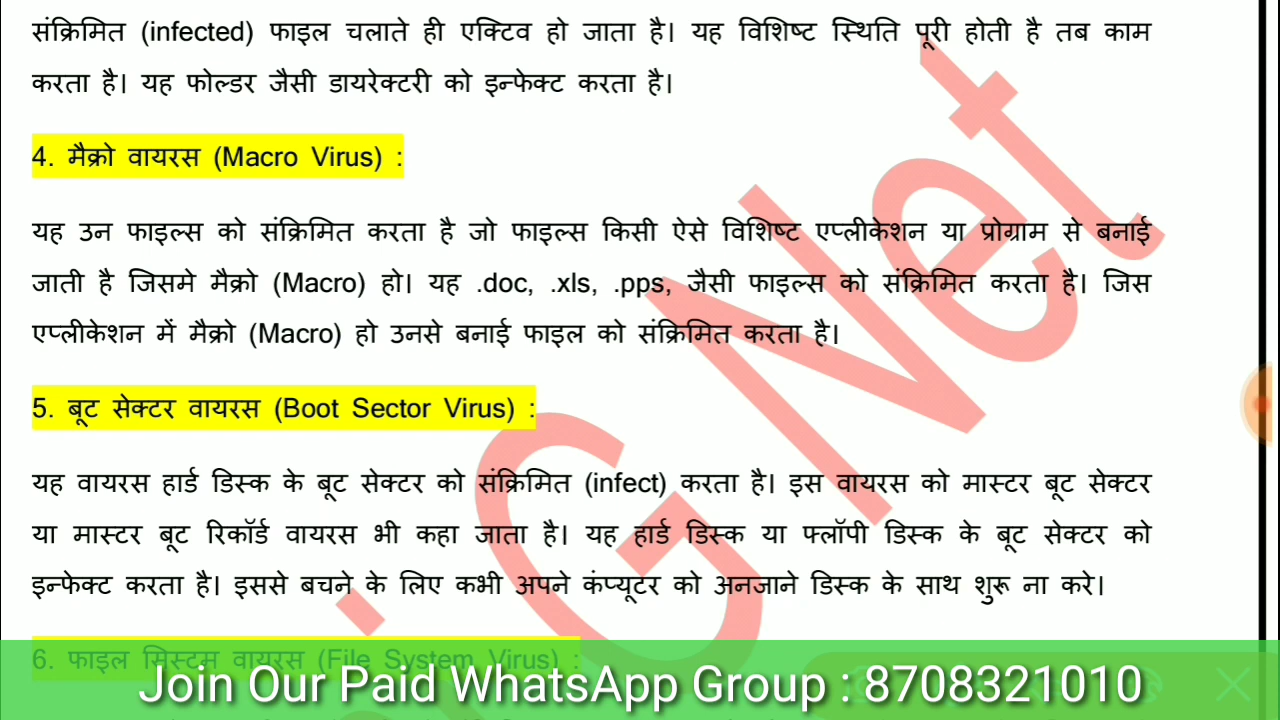 संक्रिमित (infected) फाइल चलाते ही एक्टिव हो जाता है। यह विशिष्ट स्थिति पूरी होती है तब काम
करता है। यह फोल्डर जैसी डायरेक्टरी को इन्फेक्ट करता है।
4. मैक्रो वायरस (Macro Virus) :
यह उन फाइल्स को संक्रिमित करता है जो फाइल्स किसी ऐसे विशिष्ट एप्लीकेशन या प्रोग्राम से बनाई
जाती है जिसमे मैक्रो (Macro) हो। यह .doc, .xls, .pps, जैसी फाइल्स को संक्रिमित करता है। जिस
एप्लीकेशन में मैक्रो (Macro) हो उनसे बनाई फाइल को संक्रिमित करता है।
5. बूट सेक्टर वायरस (Boot Sector Virus) :
यह वायरस हार्ड डिस्क के बूट सेक्टर को संक्रिमित (infect) करता है। इस वायरस को मास्टर बूट सेक्टर
या मास्टर बूट रिकॉर्ड वायरस भी कहा जाता है। यह हार्ड डिस्क या फ्लॉपी डिस्क के बूट सेक्टर को
इन्फेक्ट करता है। इससे बचने के लिए कभी अपने कंप्यूटर को अनजाने डिस्क के साथ शुरू ना करे।
6. फाइल सिस्टम वायरस (File System Virus) :
Join Our Paid WhatsApp Group : 8708321010
G Net